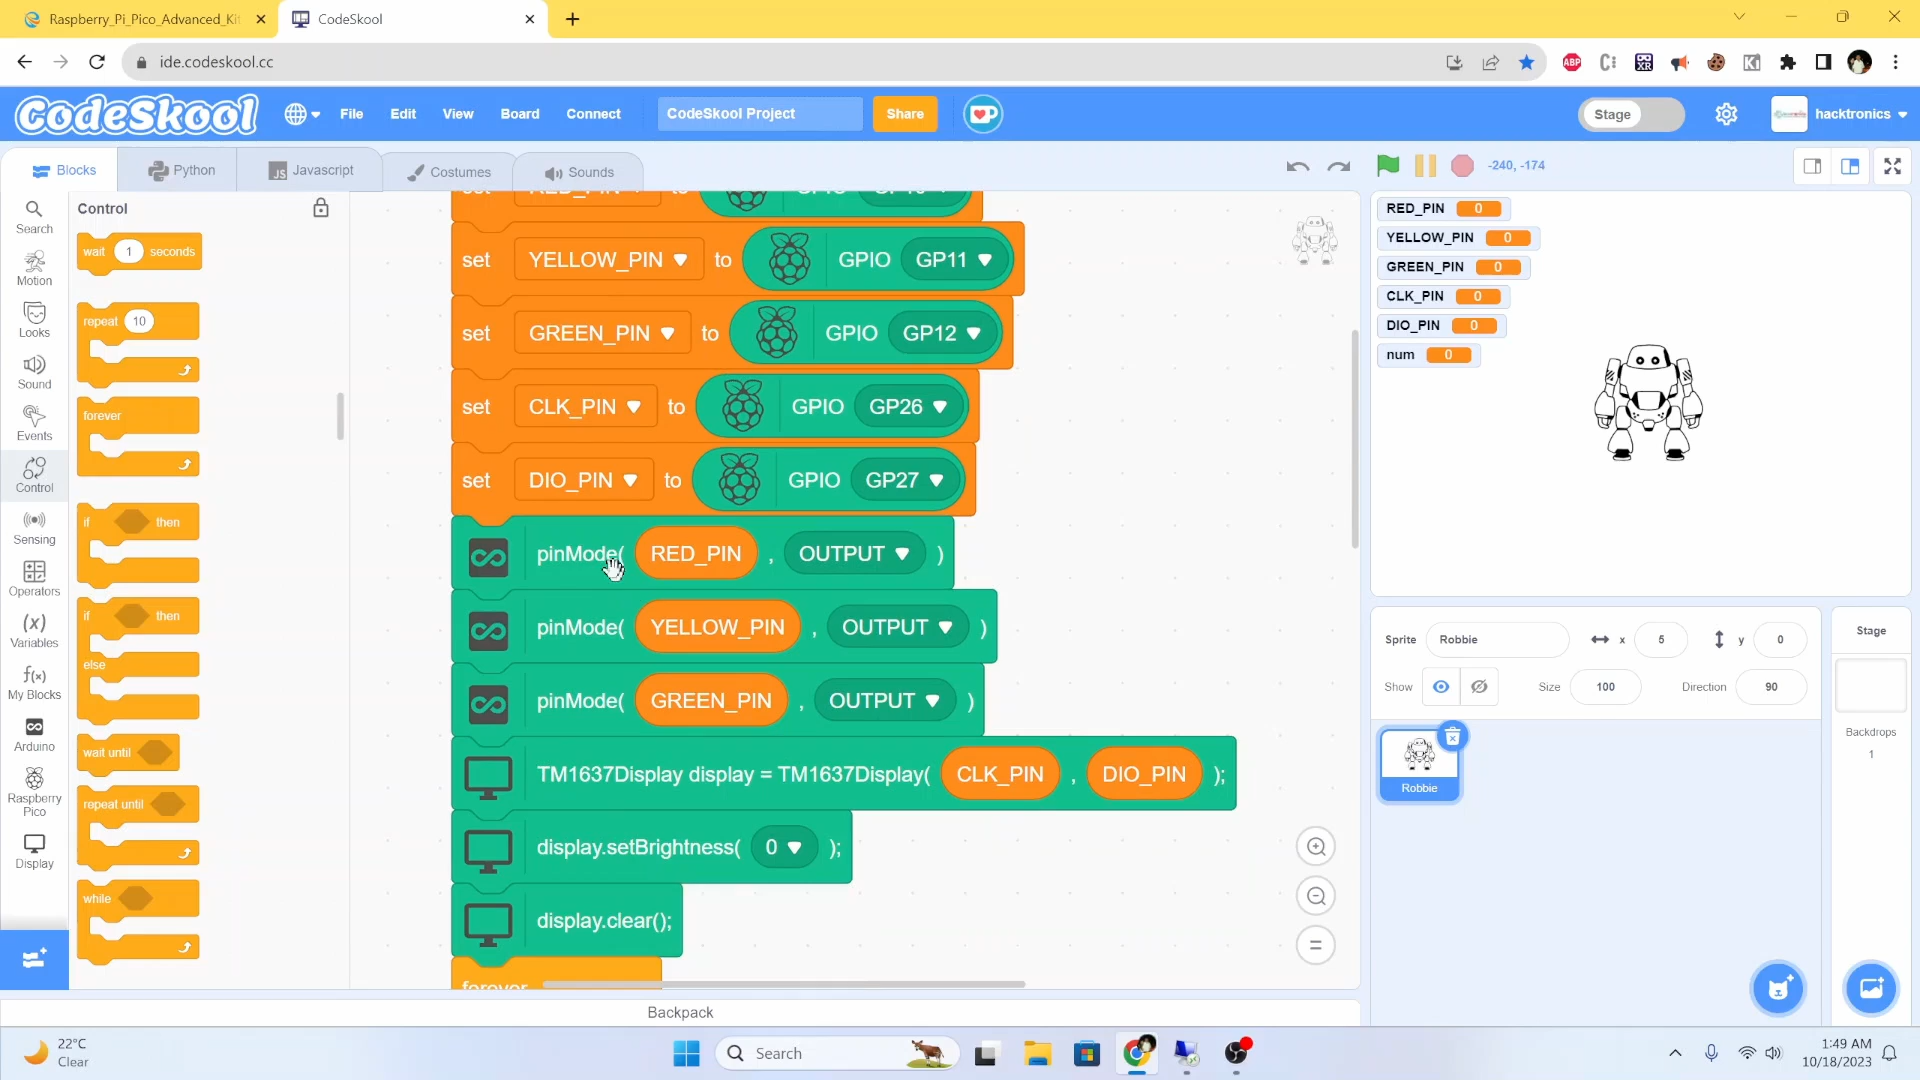 Raspberry_Pi_Pico_Advanced_Kit
CodeSkool
ide.codeskool.cc
ABP
XR
CodeSkool
File
Edit
View
Board
Connect
CodeSkool Project
Share
Stage
hacktronics
Blocks
Python
Javascript
Costumes
Sounds
-240, -174
Search
Motion
Looks
Sound
Events
Control
Sensing
Operators
Variables
My Blocks
Arduino
Raspberry
Pico
Display
Control
wait 1 seconds
repeat 10
forever
if then
if then
else
wait until
repeat until
while
set YELLOW_PIN to GPIO GP11
set GREEN_PIN to GPIO GP12
set CLK_PIN to GPIO GP26
set DIO_PIN to GPIO GP27
pinMode( RED_PIN , OUTPUT )
pinMode( YELLOW_PIN , OUTPUT )
pinMode( GREEN_PIN , OUTPUT )
TM1637Display display = TM1637Display( CLK_PIN , DIO_PIN );
display.setBrightness( 0 );
display.clear();
forever
Backpack
RED_PIN 0
YELLOW_PIN 0
GREEN_PIN 0
CLK_PIN 0
DIO_PIN 0
num 0
Sprite Robbie x 5 y 0
Show Size 100 Direction 90
Robbie
Stage
Backdrops
1
22°C
Clear
Search
1:49 AM
10/18/2023